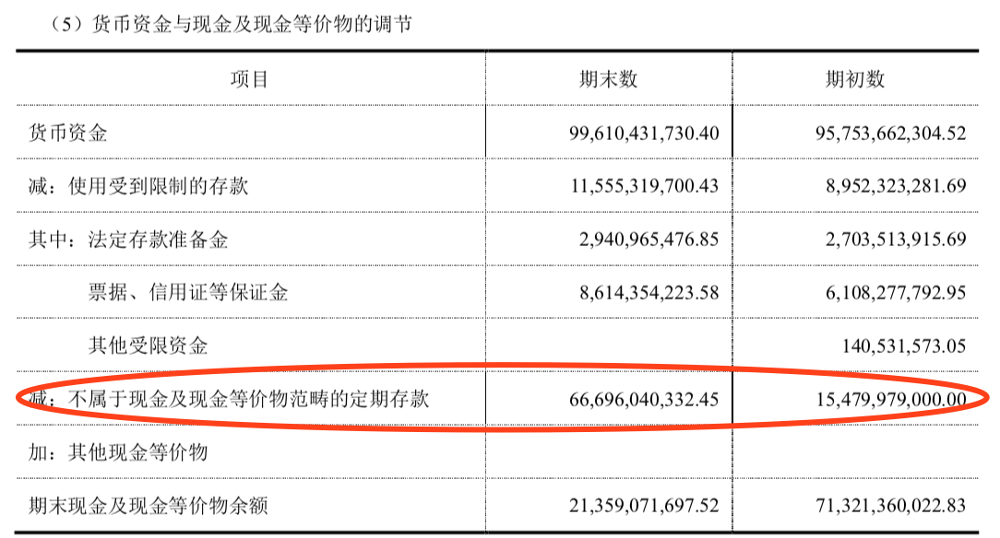 （5）货币资金与现金及现金等价物的调节
项目 期末数 期初数
货币资金 99,610,431,730.40 95,753,662,304.52
减：使用受到限制的存款 11,555,319,700.43 8,952,323,281.69
其中：法定存款准备金 2,940,965,476.85 2,703,513,915.69
票据、信用证等保证金 8,614,354,223.58 6,108,277,792.95
其他受限资金 140,531,573.05
减：不属于现金及现金等价物范畴的定期存款 66,696,040,332.45 15,479,979,000.00
加：其他现金等价物
期末现金及现金等价物余额 21,359,071,697.52 71,321,360,022.83